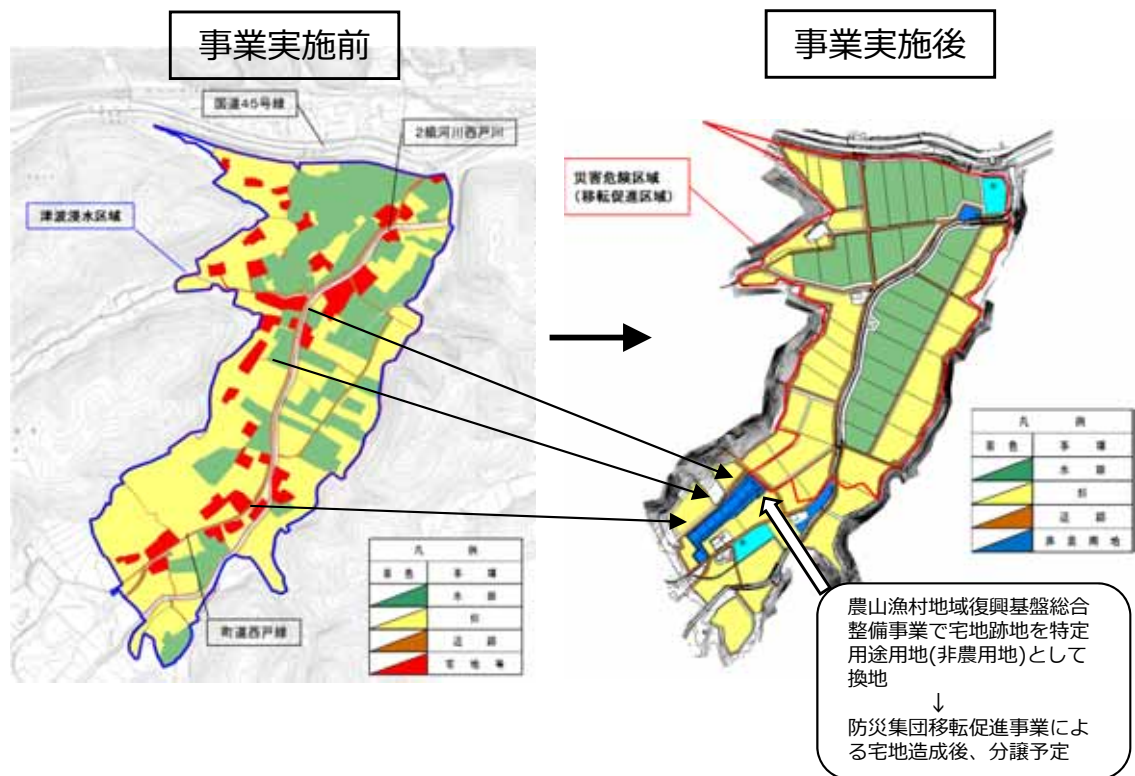 事業実施前
国道45号線
2級河川西戸川
津波浸水区域
町道西戸線
凡 例
着色 事項
水田
畑
道路
宅地等
事業実施後
災害危険区域
(移転促進区域)
凡 例
着色 事項
水田
畑
道路
非農用地
農山漁村地域復興基盤総合
整備事業で宅地跡地を特定
用途用地(非農用地)として
換地
↓
防災集団移転促進事業によ
る宅地造成後、分譲予定